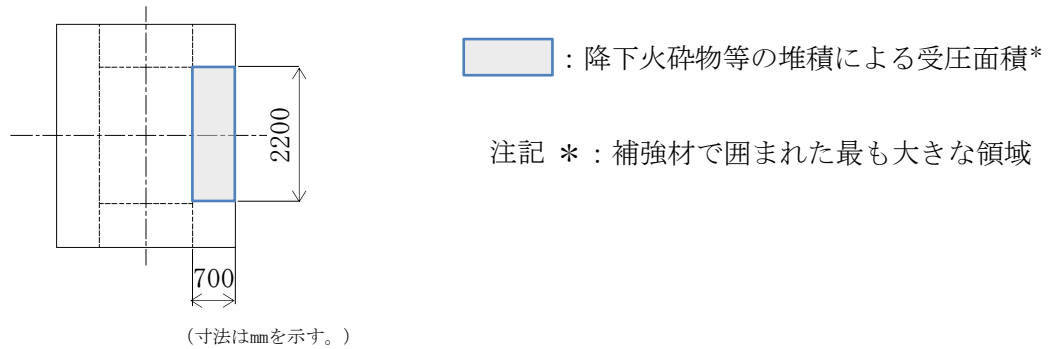 ：降下火砕物等の堆積による受圧面積*
2200
注記 ＊：補強材で囲まれた最も大きな領域
700
(寸法は㎜を示す。)